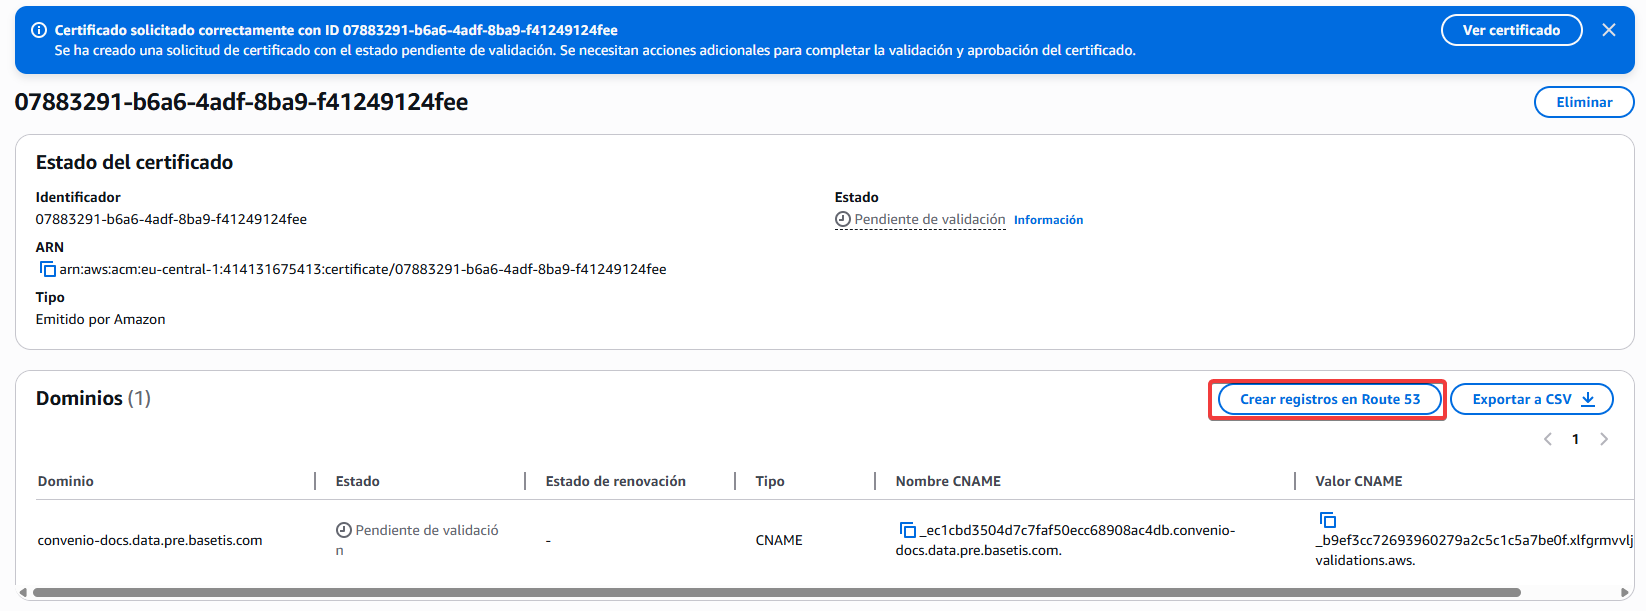 Certificado solicitado correctamente con ID 07883291-b6a6-4adf-8ba9-f41249124fee
Se ha creado una solicitud de certificado con el estado pendiente de validación. Se necesitan acciones adicionales para completar la validación y aprobación del certificado.
Ver certificado
07883291-b6a6-4adf-8ba9-f41249124fee
Eliminar
Estado del certificado
Identificador
07883291-b6a6-4adf-8ba9-f41249124fee
Estado
Pendiente de validación Información
ARN
arn:aws:acm:eu-central-1:414131675413:certificate/07883291-b6a6-4adf-8ba9-f41249124fee
Tipo
Emitido por Amazon
Dominios (1)
Crear registros en Route 53
Exportar a CSV
1
Dominio Estado Estado de renovación Tipo Nombre CNAME Valor CNAME
convenio-docs.data.pre.basetis.com
Pendiente de validació
n
-
CNAME
_ec1cbd3504d7c7faf50ecc68908ac4db.convenio-
docs.data.pre.basetis.com.
_b9ef3cc72693960279a2c5c1c5a7be0f.xlfgrmvvlj
validations.aws.